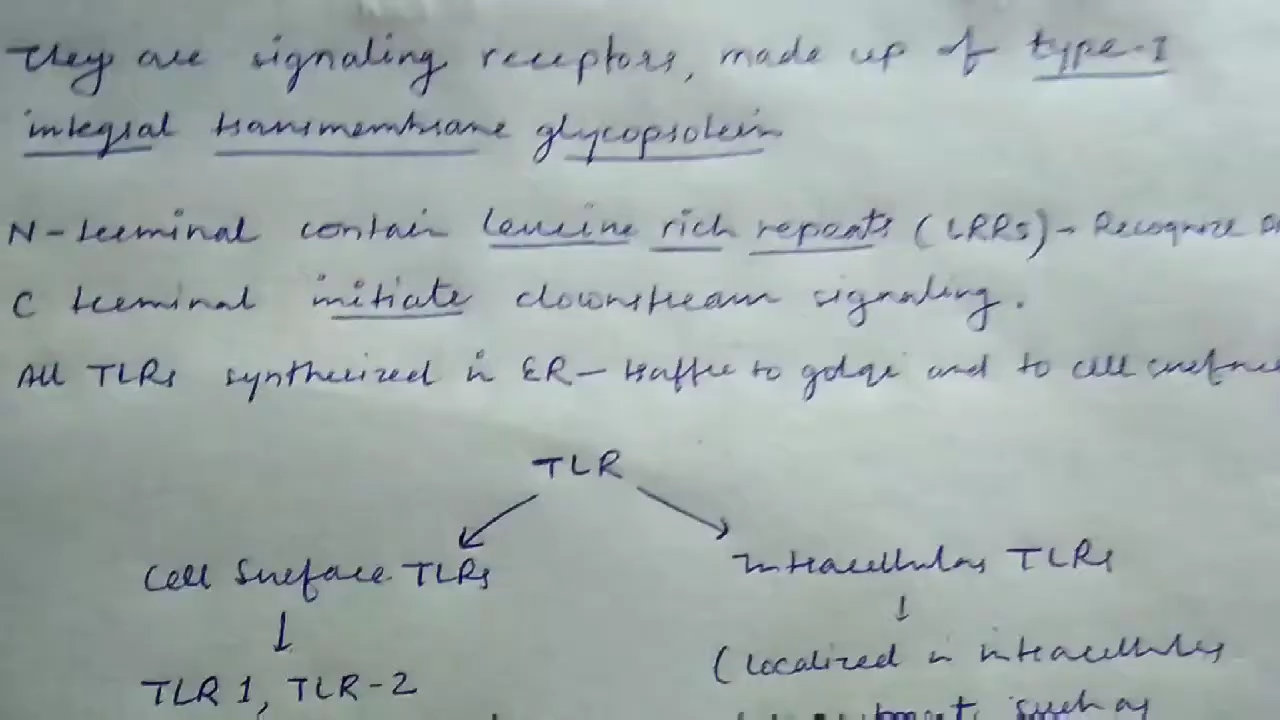 They are signaling receptors, made up of type-I
integral transmembrane glycoprotein
N-terminal contain leucine rich repeats (LRRs) - Recognize
C terminal initiate downstream signaling.
All TLRs synthesized in ER - traffic to golgi and to cell surface
TLR
Cell Surface TLRs
Intracellular TLRs
↓
↓
(localized in intracellular
TLR 1, TLR-2
such as